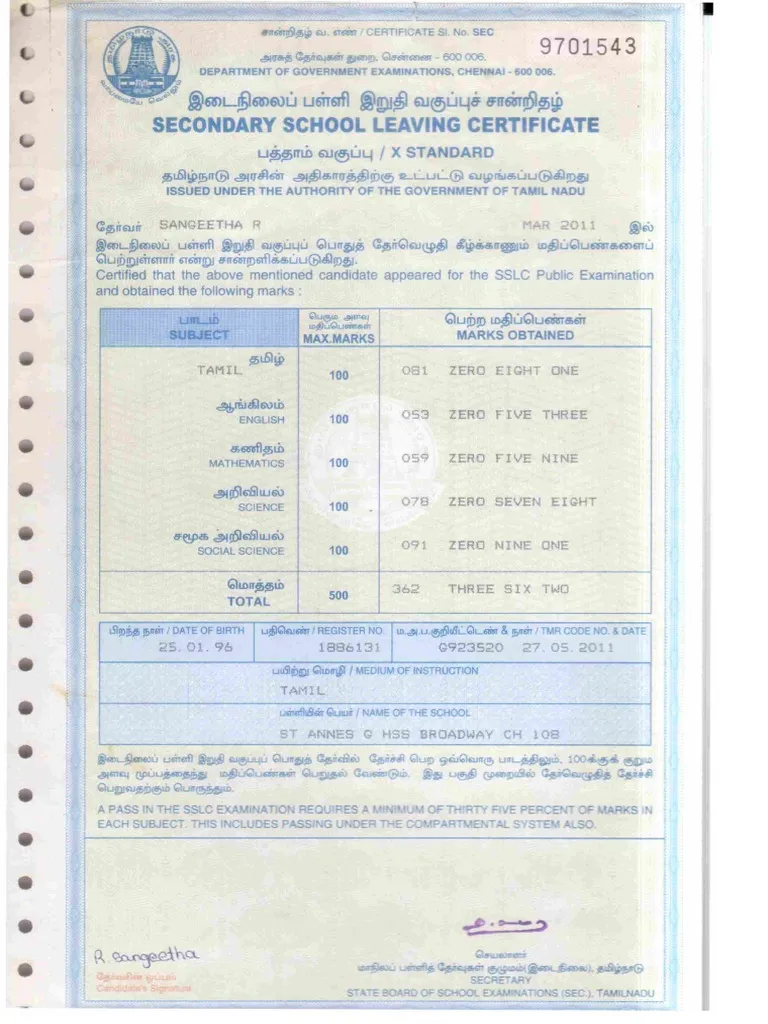 சான்றிதழ் வ. எண் / CERTIFICATE Sl. No. SEC
9701543
அரசுத் தேர்வுகள் துறை, சென்னை - 600 006.
DEPARTMENT OF GOVERNMENT EXAMINATIONS, CHENNAI - 600 006.
இடைநிலைப் பள்ளி இறுதி வகுப்புச் சான்றிதழ்
SECONDARY SCHOOL LEAVING CERTIFICATE
பத்தாம் வகுப்பு / X STANDARD
தமிழ்நாடு அரசின் அதிகாரத்திற்கு உட்பட்டு வழங்கப்படுகிறது
ISSUED UNDER THE AUTHORITY OF THE GOVERNMENT OF TAMIL NADU
தேர்வர் SANGEETHA R MAR 2011 இல்
இடைநிலைப் பள்ளி இறுதி வகுப்புப் பொதுத் தேர்வெழுதி கீழ்க்காணும் மதிப்பெண்களைப்
பெற்றுள்ளார் என்று சான்றளிக்கப்படுகிறது.
Certified that the above mentioned candidate appeared for the SSLC Public Examination
and obtained the following marks :
பாடம் பெரும அளவு மதிப்பெண்கள் பெற்ற மதிப்பெண்கள்
SUBJECT MAX.MARKS MARKS OBTAINED
தமிழ்
TAMIL 100 081 ZERO EIGHT ONE
ஆங்கிலம்
ENGLISH 100 053 ZERO FIVE THREE
கணிதம்
MATHEMATICS 100 059 ZERO FIVE NINE
அறிவியல்
SCIENCE 100 078 ZERO SEVEN EIGHT
சமூக அறிவியல்
SOCIAL SCIENCE 100 091 ZERO NINE ONE
மொத்தம்
TOTAL 500 362 THREE SIX TWO
பிறந்த நாள் / DATE OF BIRTH பதிவெண் / REGISTER NO. ம.அ.ப.குறியீட்டெண் & நாள் / TMR CODE NO. & DATE
25.01.96 1886131 G923520 27.05.2011
பயிற்று மொழி / MEDIUM OF INSTRUCTION
TAMIL
பள்ளியின் பெயர் / NAME OF THE SCHOOL
ST ANNES G HSS BROADWAY CH 108
இடைநிலைப் பள்ளி இறுதி வகுப்புப் பொதுத் தேர்வில் தேர்ச்சி பெற ஒவ்வொரு பாடத்திலும், 100க்குக் குறும
அளவு முப்பத்தைந்து மதிப்பெண்கள் பெறுதல் வேண்டும். இது பகுதி முறையில் தேர்வெழுதித் தேர்ச்சி
பெறுவதற்கும் பொருந்தும்.
A PASS IN THE SSLC EXAMINATION REQUIRES A MINIMUM OF THIRTY FIVE PERCENT OF MARKS IN
EACH SUBJECT. THIS INCLUDES PASSING UNDER THE COMPARTMENTAL SYSTEM ALSO.
R. Sangeetha
தேர்வரின் ஒப்பம்
Candidate's Signature
செயலாளர்
மாநிலப் பள்ளித் தேர்வுகள் குழுமம்(இடைநிலை), தமிழ்நாடு
SECRETARY
STATE BOARD OF SCHOOL EXAMINATIONS (SEC.), TAMILNADU